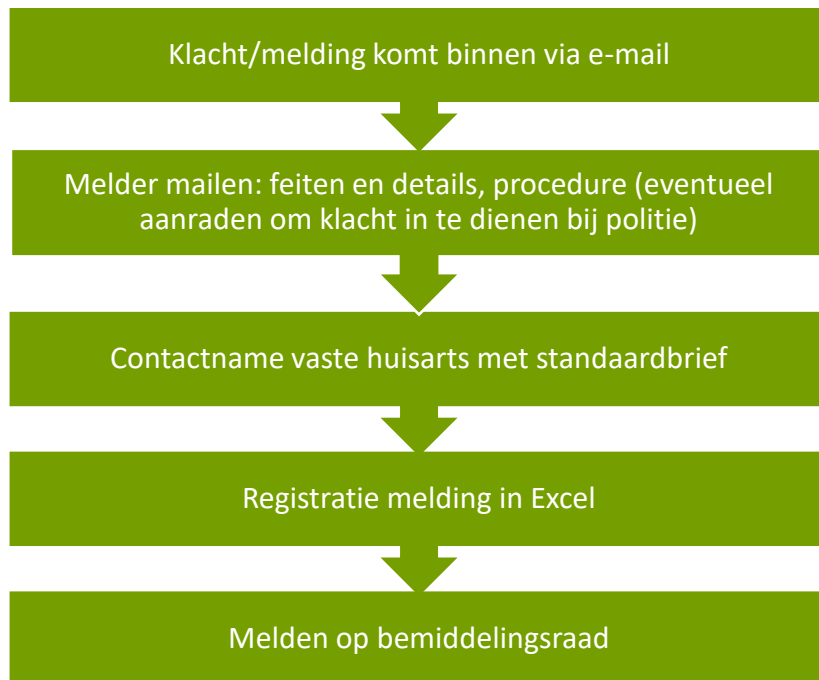 Klacht/melding komt binnen via e-mail
Melder mailen: feiten en details, procedure (eventueel
aanraden om klacht in te dienen bij politie)
Contactname vaste huisarts met standaardbrief
Registratie melding in Excel
Melden op bemiddelingsraad